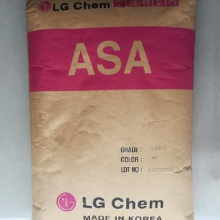 LG Chem
ASA
GRADE :
COLOR :
LOT NO :
LG Chem
MADE IN KOREA